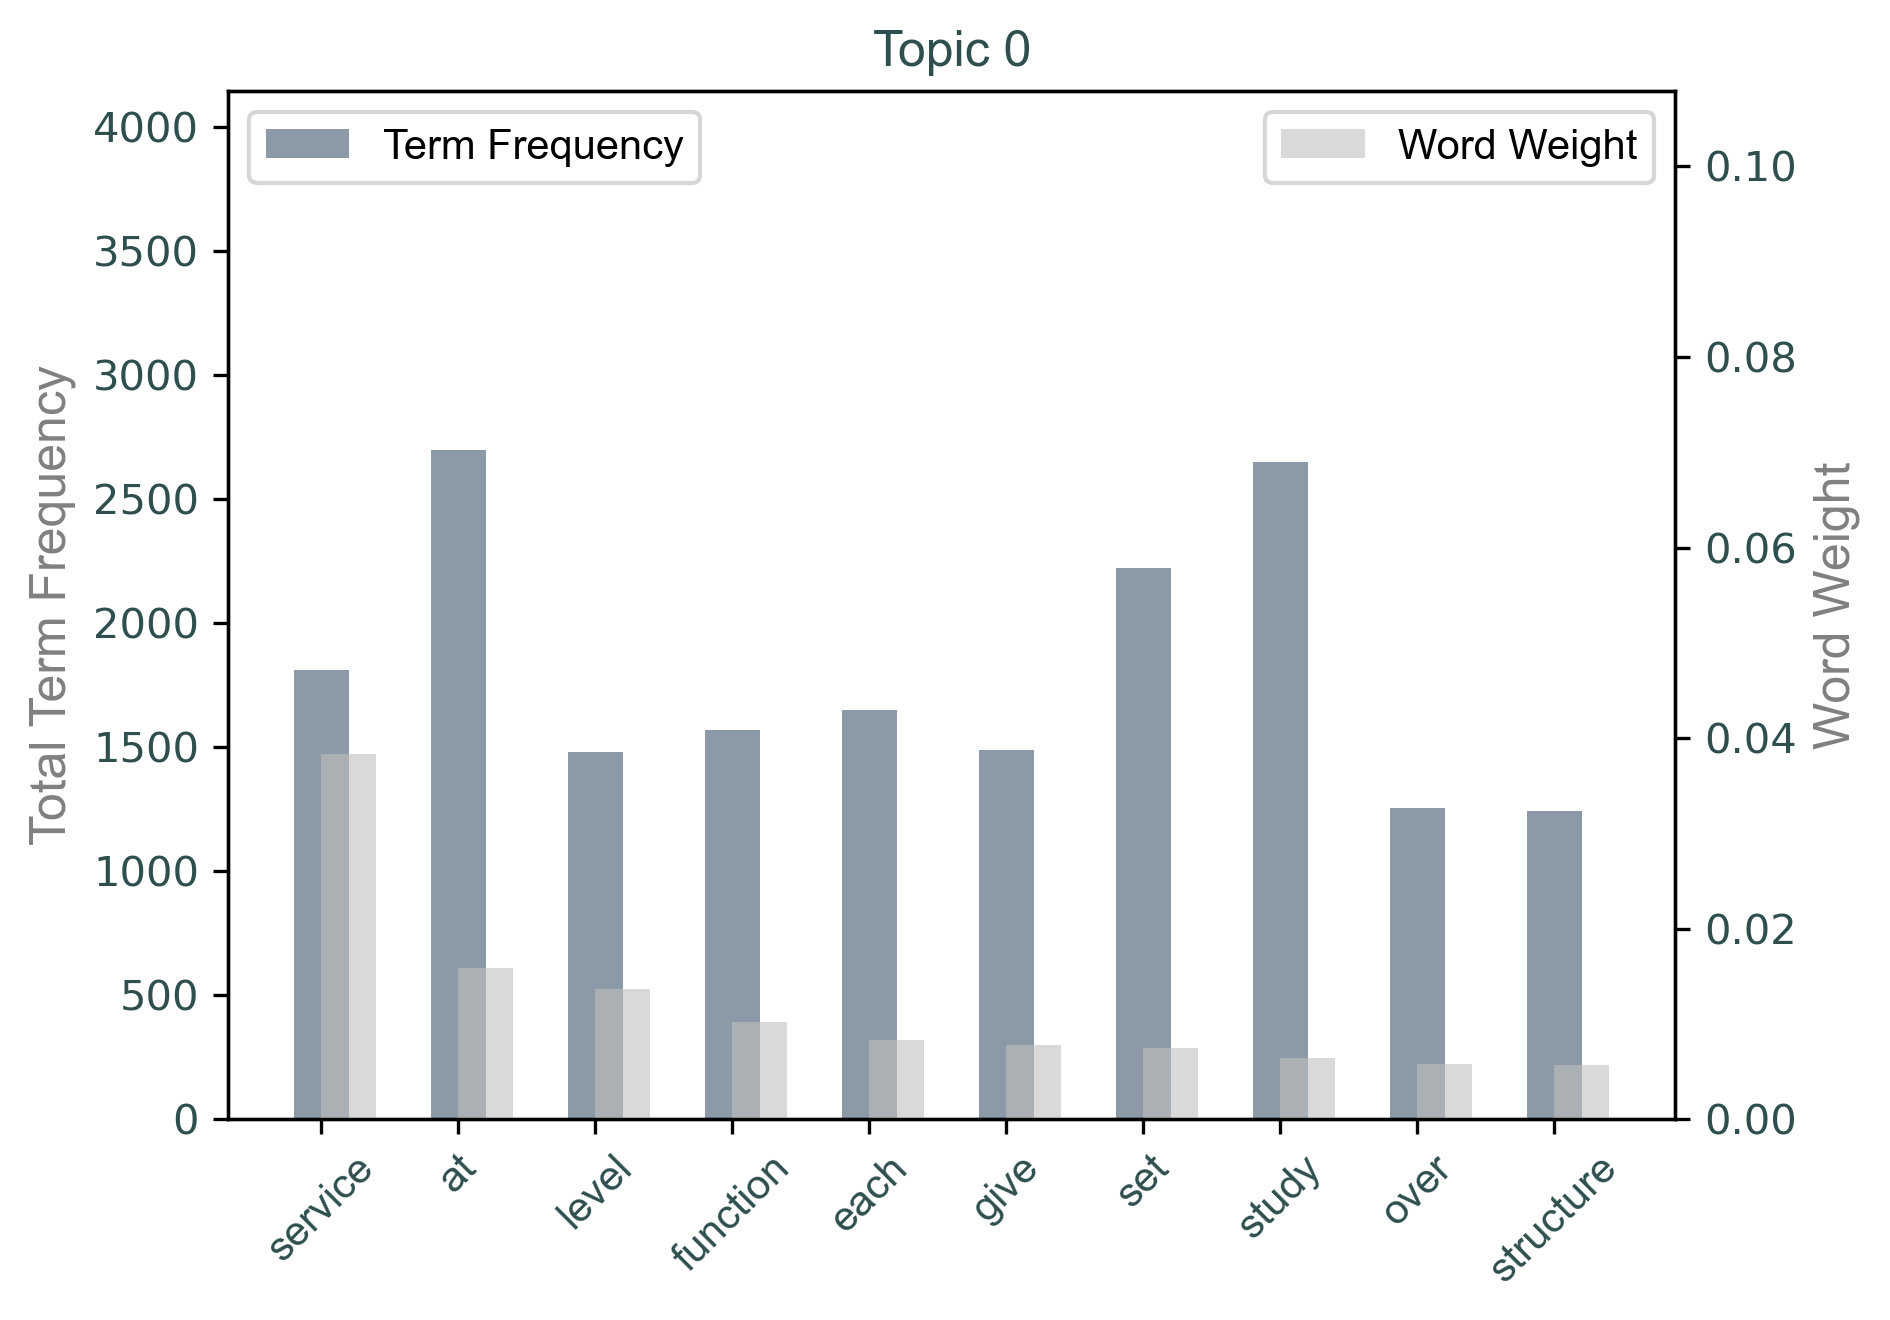 Topic 0
Term Frequency
Word Weight
Total Term Frequency
4000
3500
3000
2500
2000
1500
1000
500
0
0.10
0.08
0.06
0.04
0.02
0.00
Word Weight
service
at
level
function
each
give
set
study
over
structure